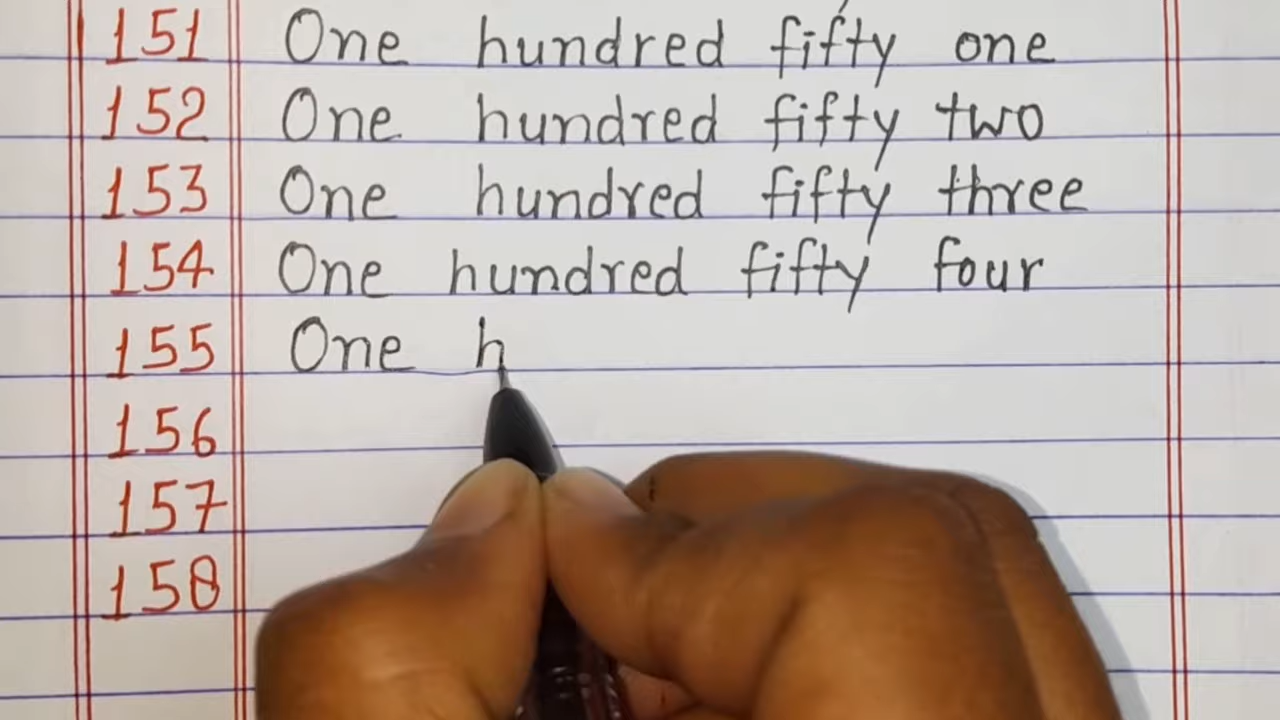 151 One hundred fifty one
152 One hundred fifty two
153 One hundred fifty three
154 One hundred fifty four
155 One h
156
157
158